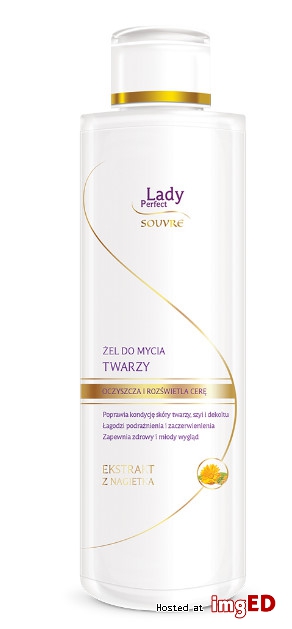 Lady
Perfect
SOUVRE
ŻEL DO MYCIA
TWARZY
OCZYSZCZA I ROZŚWIETLA CERĘ
Poprawia kondycję skóry twarzy, szyi i dekoltu
Łagodzi podrażnienia i zaczerwienienia
Zapewnia zdrowy i młody wygląd
EKSTRAKT
Z NAGIETKA
Hosted at imgED